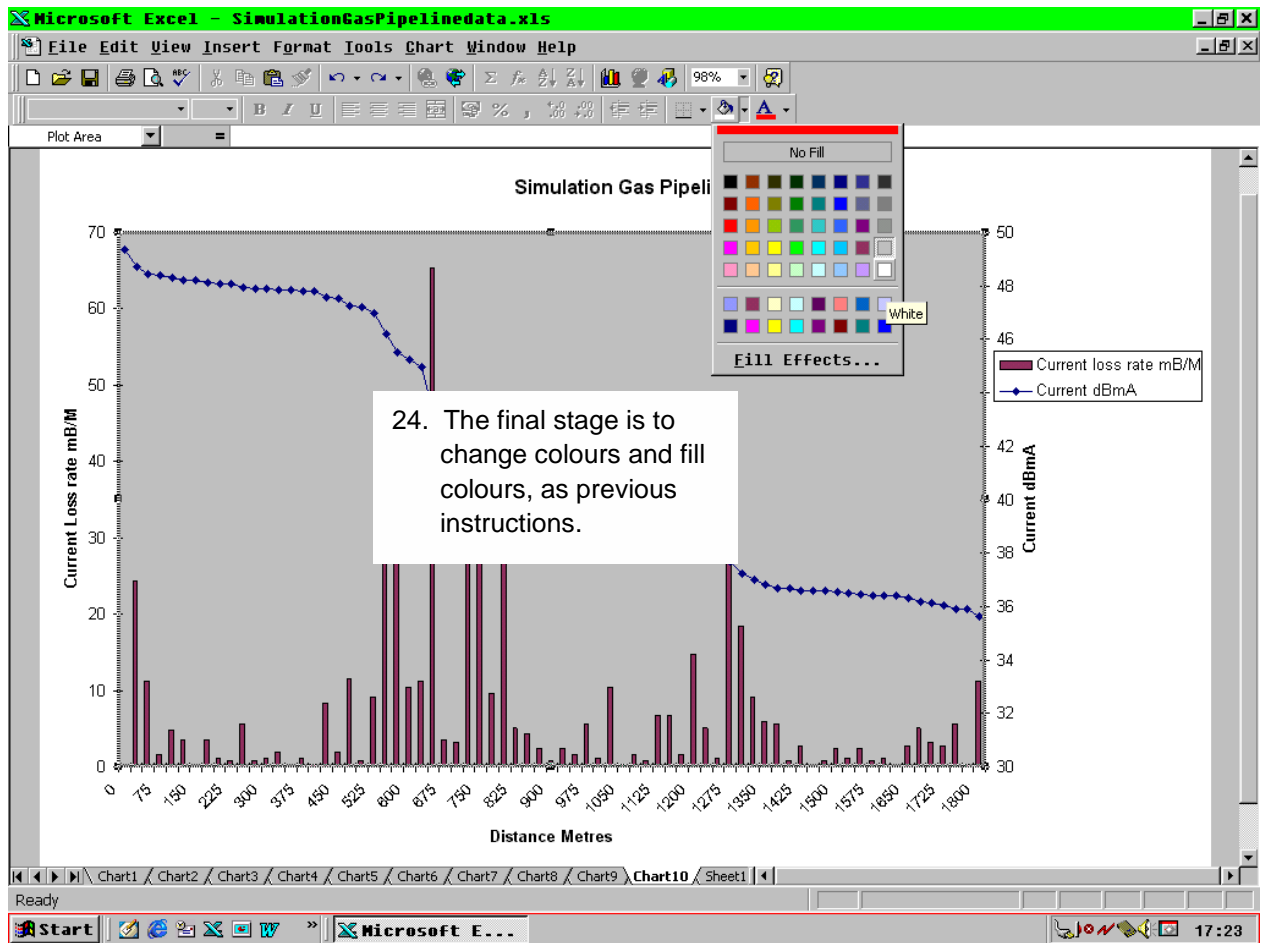 Microsoft Excel - SimulationGasPipelinedata.xls
File Edit View Insert Format Tools Chart Window Help
98%
B I U
Plot Area =
No Fill
Simulation Gas Pipeli
70
60
50
40
30
20
10
0
Current Loss rate mB/M
50
48
46
42
40
38
36
34
32
30
Current dBmA
White
Fill Effects...
Current loss rate mB/M
Current dBmA
24. The final stage is to
change colours and fill
colours, as previous
instructions.
0 75 150 225 300 375 450 525 600 675 750 825 900 975 1050 1125 1200 1275 1350 1425 1500 1575 1650 1725 1800
Distance Metres
Chart1 Chart2 Chart3 Chart4 Chart5 Chart6 Chart7 Chart8 Chart9 Chart10 Sheet1
Ready
Start Microsoft E... 17:23